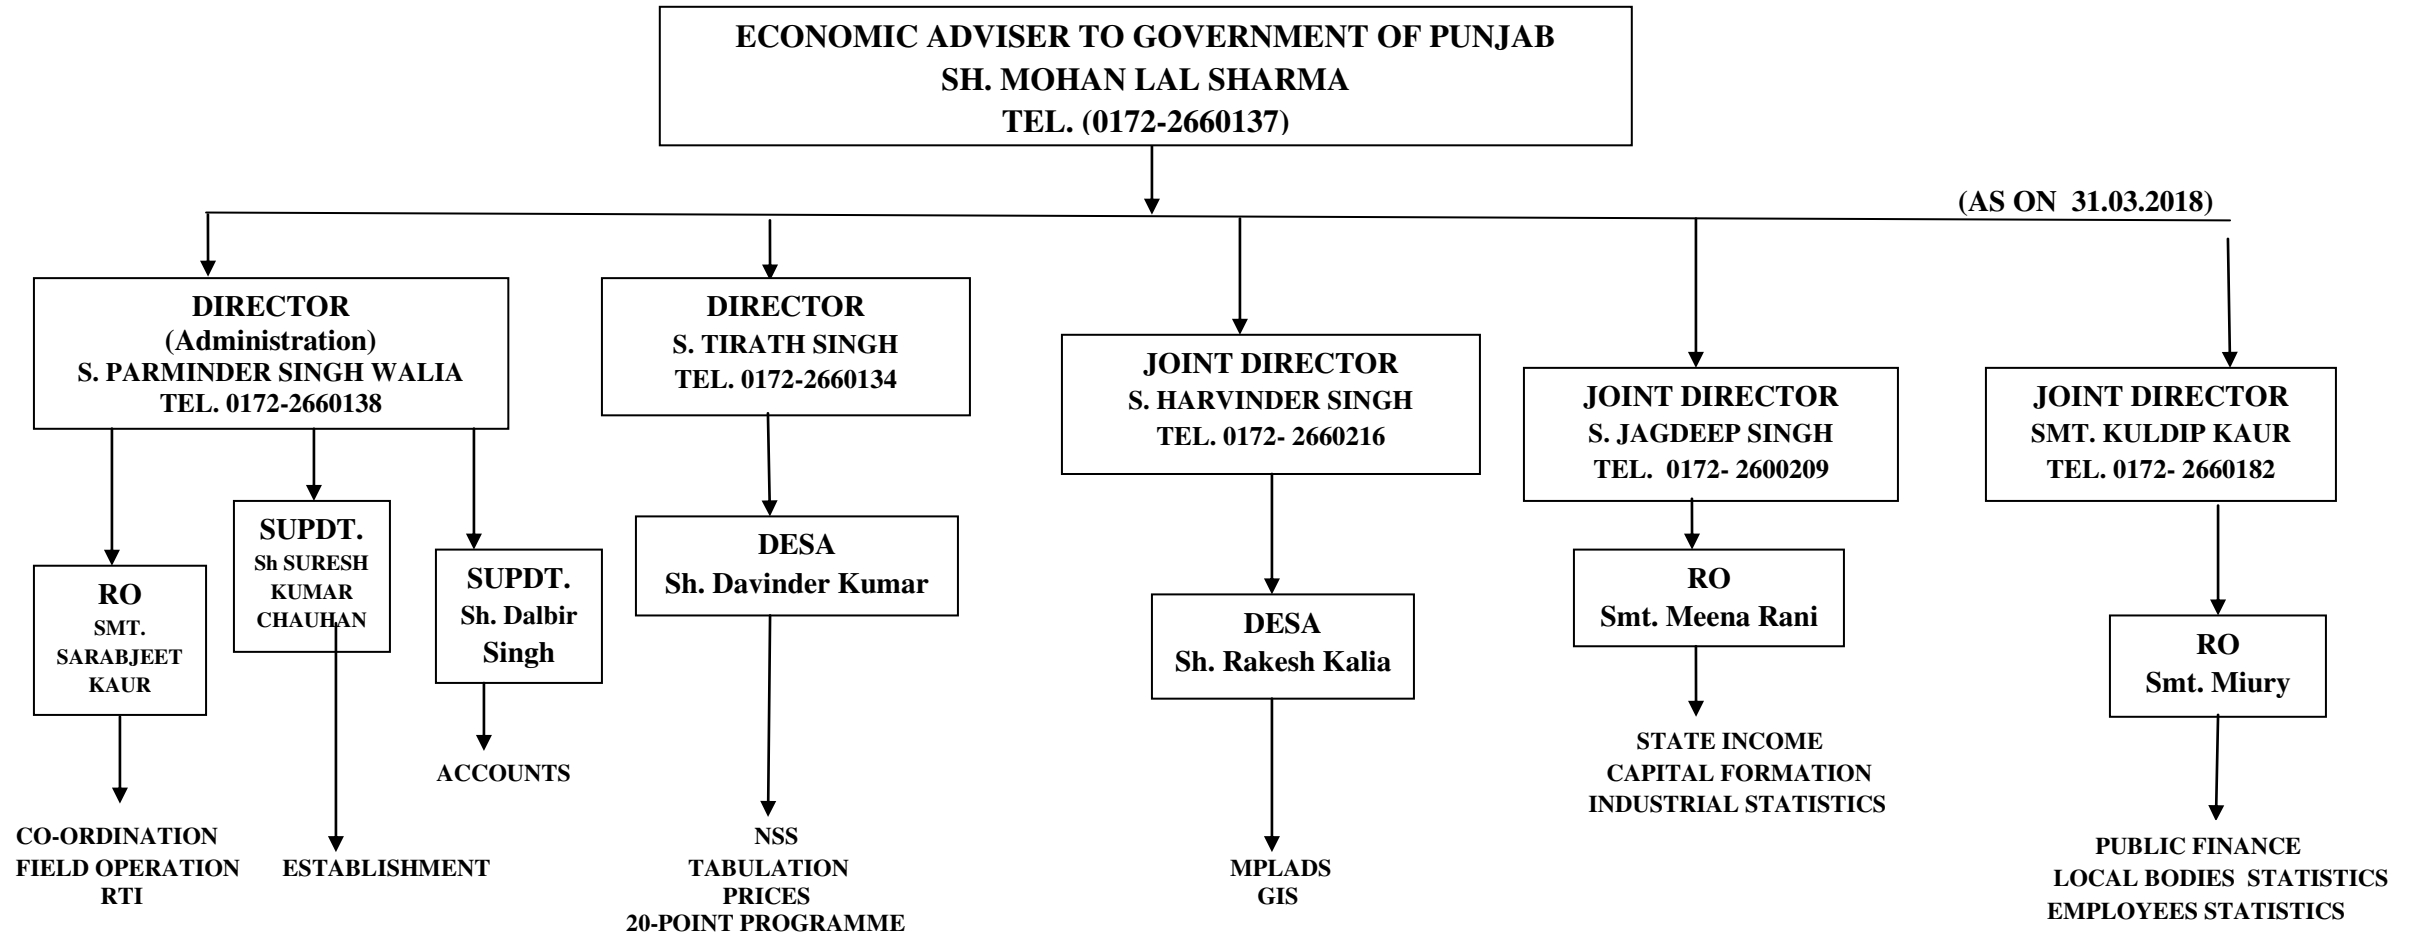 ECONOMIC ADVISER TO GOVERNMENT OF PUNJAB
SH. MOHAN LAL SHARMA
TEL. (0172-2660137)
(AS ON 31.03.2018)
DIRECTOR
(Administration)
S. PARMINDER SINGH WALIA
TEL. 0172-2660138
DIRECTOR
S. TIRATH SINGH
TEL. 0172-2660134
JOINT DIRECTOR
S. HARVINDER SINGH
TEL. 0172- 2660216
JOINT DIRECTOR
S. JAGDEEP SINGH
TEL. 0172- 2600209
JOINT DIRECTOR
SMT. KULDIP KAUR
TEL. 0172- 2660182
RO
SMT.
SARABJEET
KAUR
SUPDT.
Sh SURESH
KUMAR
CHAUHAN
SUPDT.
Sh. Dalbir
Singh
DESA
Sh. Davinder Kumar
DESA
Sh. Rakesh Kalia
RO
Smt. Meena Rani
RO
Smt. Miury
CO-ORDINATION
FIELD OPERATION
RTI
ESTABLISHMENT
ACCOUNTS
NSS
TABULATION
PRICES
20-POINT PROGRAMME
MPLADS
GIS
STATE INCOME
CAPITAL FORMATION
INDUSTRIAL STATISTICS
PUBLIC FINANCE
LOCAL BODIES STATISTICS
EMPLOYEES STATISTICS